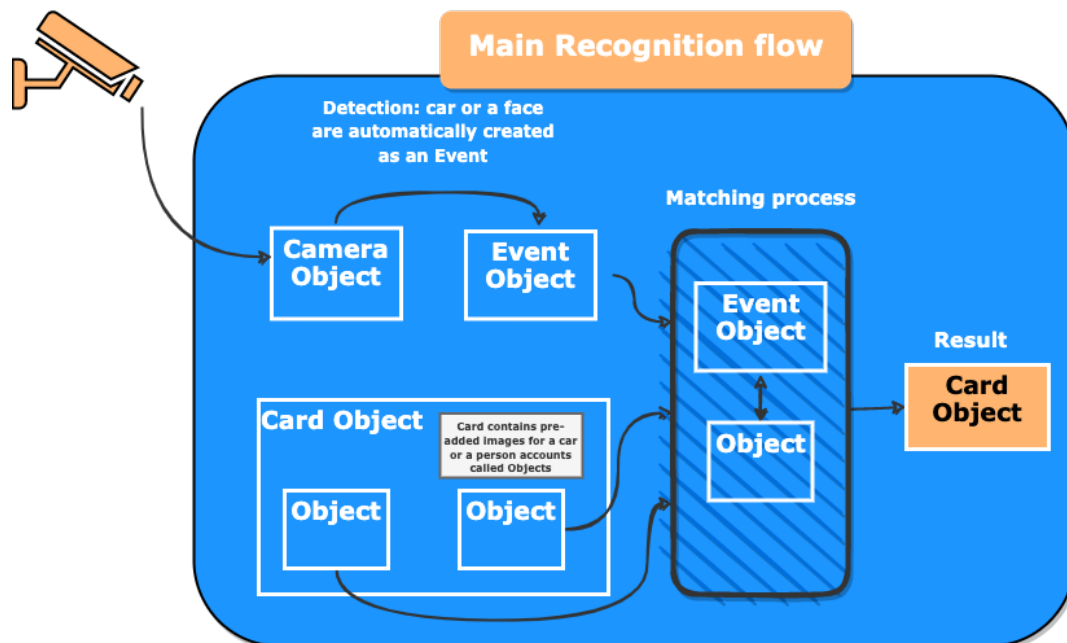 Main Recognition flow
Detection: car or a face
are automatically created
as an Event
Matching process
Camera
Object
Event
Object
Event
Object
Result
Card
Object
Card Object
Card contains pre-
added images for a car
or a person accounts
called Objects
Object
Object
Object